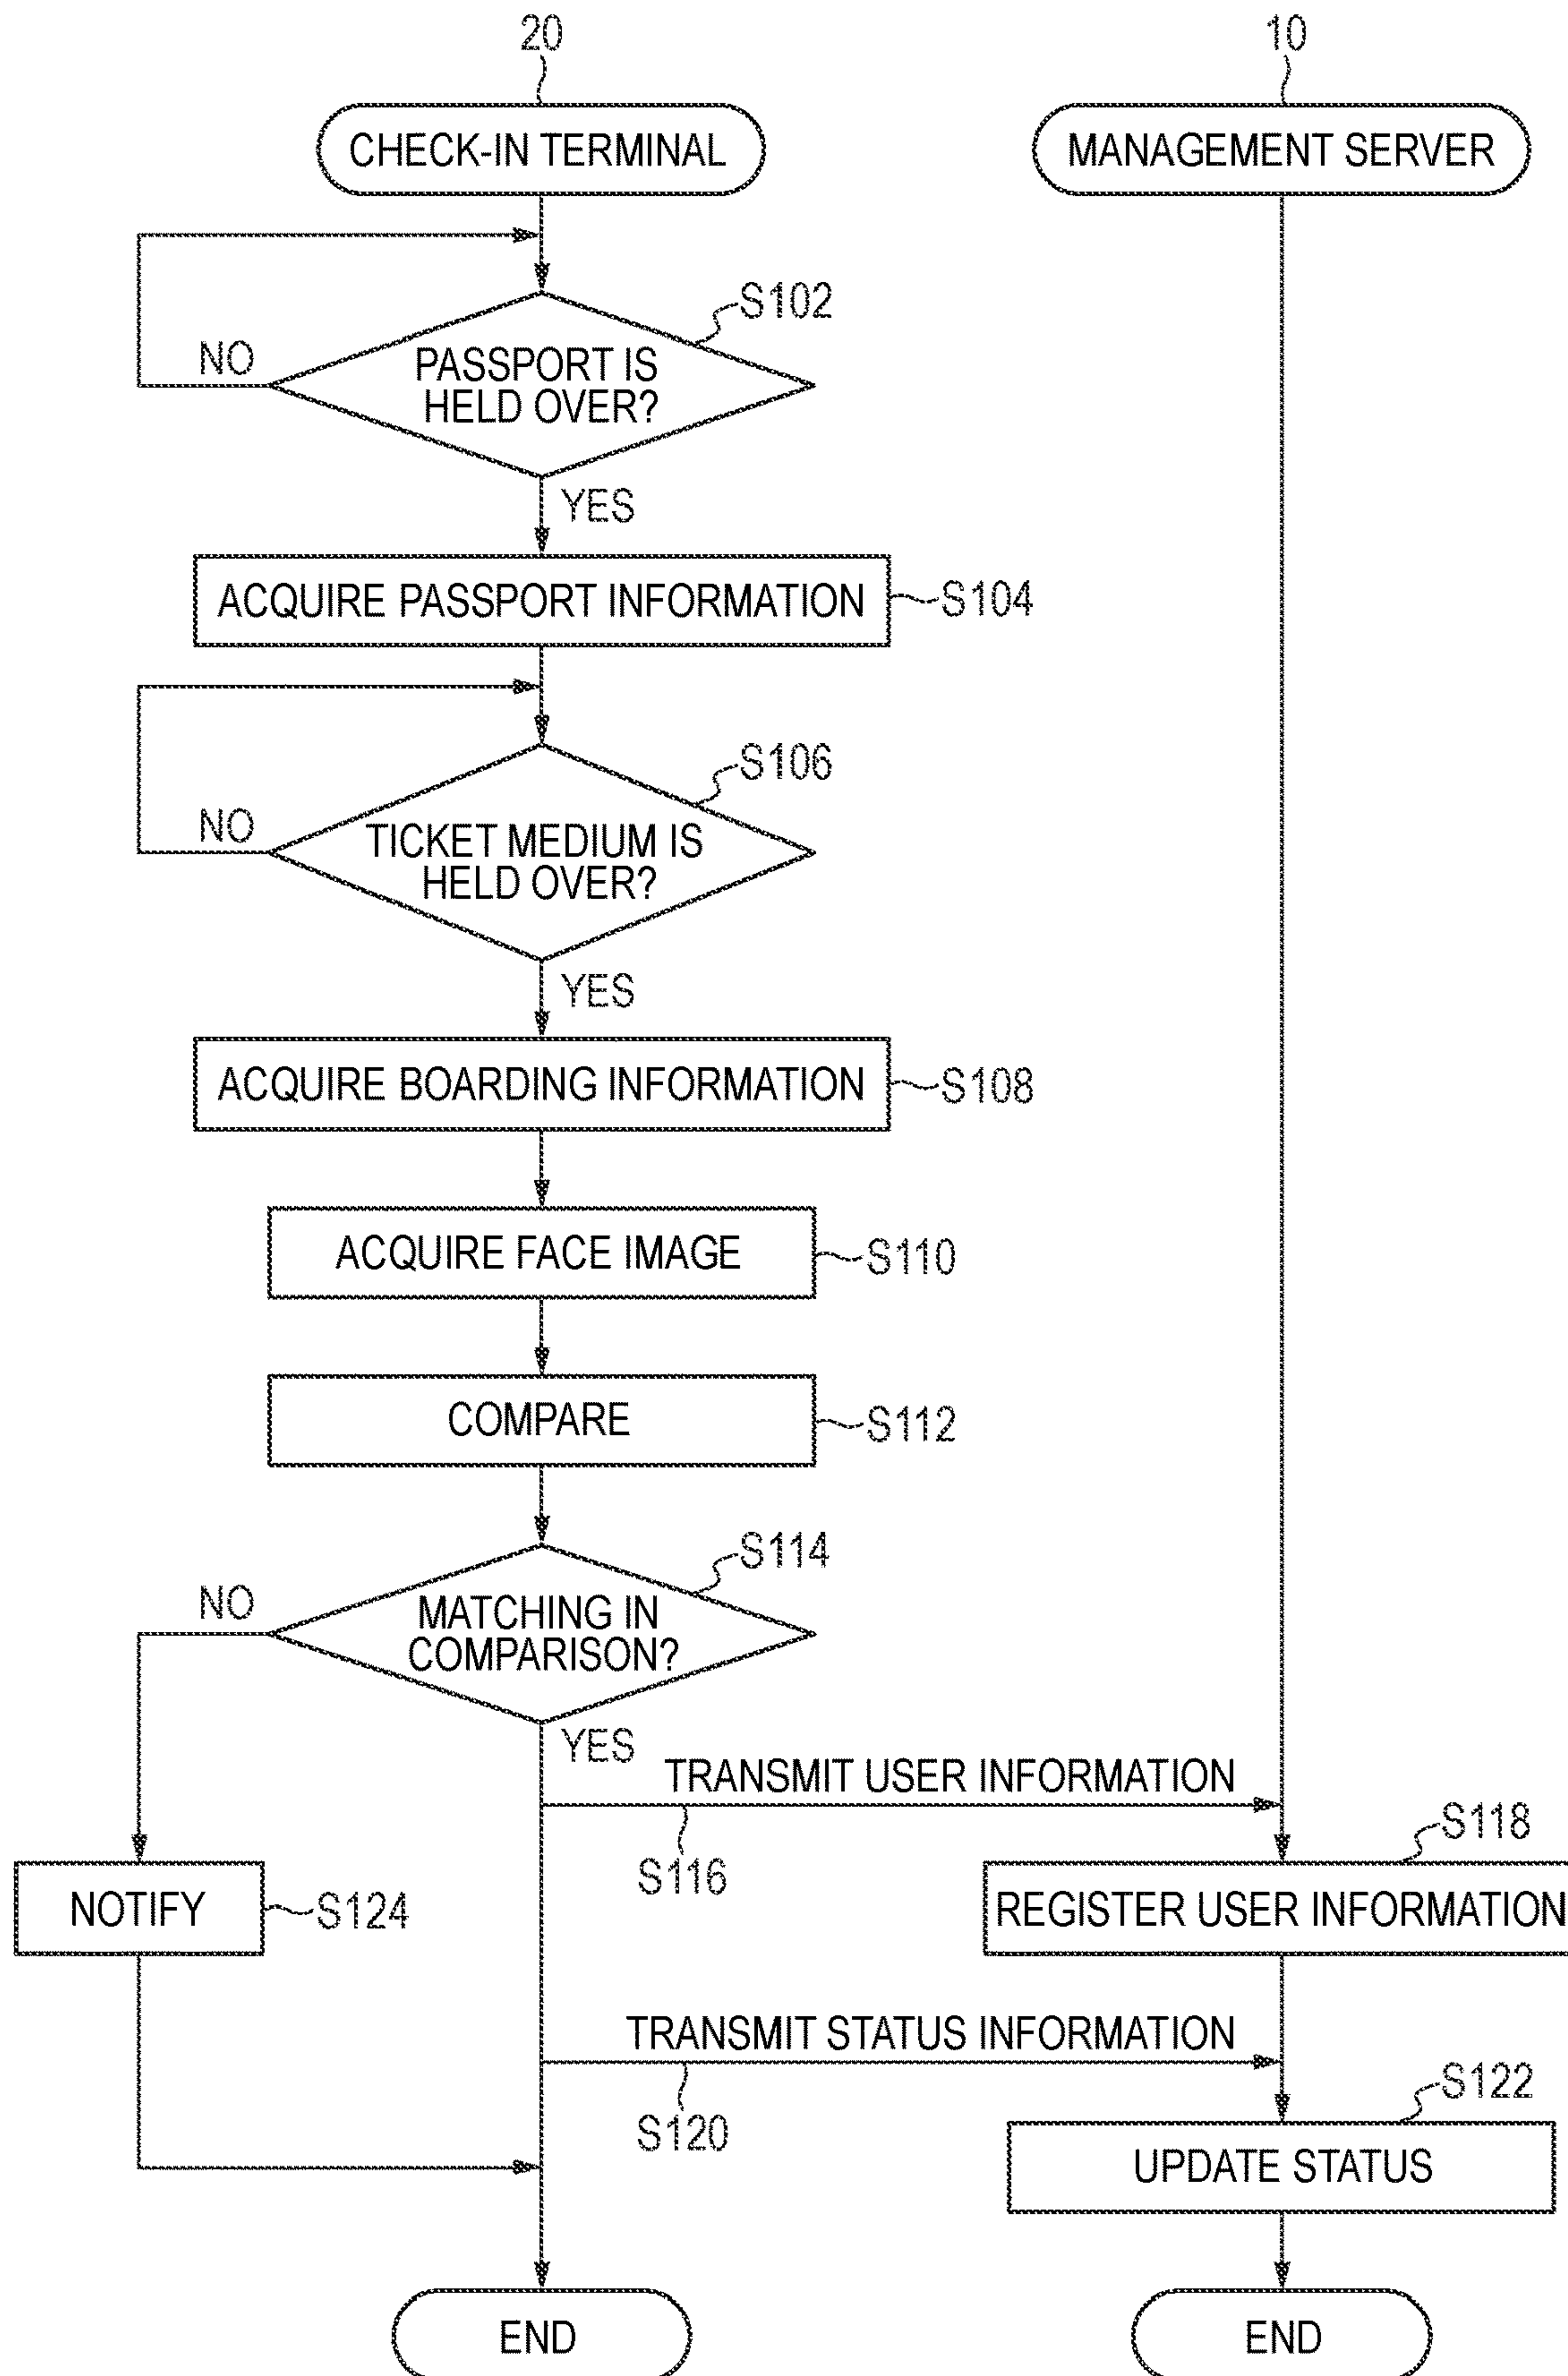 20
10
CHECK-IN TERMINAL
MANAGEMENT SERVER
S102
NO
PASSPORT IS
HELD OVER?
YES
ACQUIRE PASSPORT INFORMATION
S104
S106
NO
TICKET MEDIUM IS
HELD OVER?
YES
ACQUIRE BOARDING INFORMATION
S108
ACQUIRE FACE IMAGE
S110
COMPARE
S112
S114
NO
MATCHING IN
COMPARISON?
YES
TRANSMIT USER INFORMATION
S116
S118
NOTIFY
S124
REGISTER USER INFORMATION
TRANSMIT STATUS INFORMATION
S120
S122
UPDATE STATUS
END
END